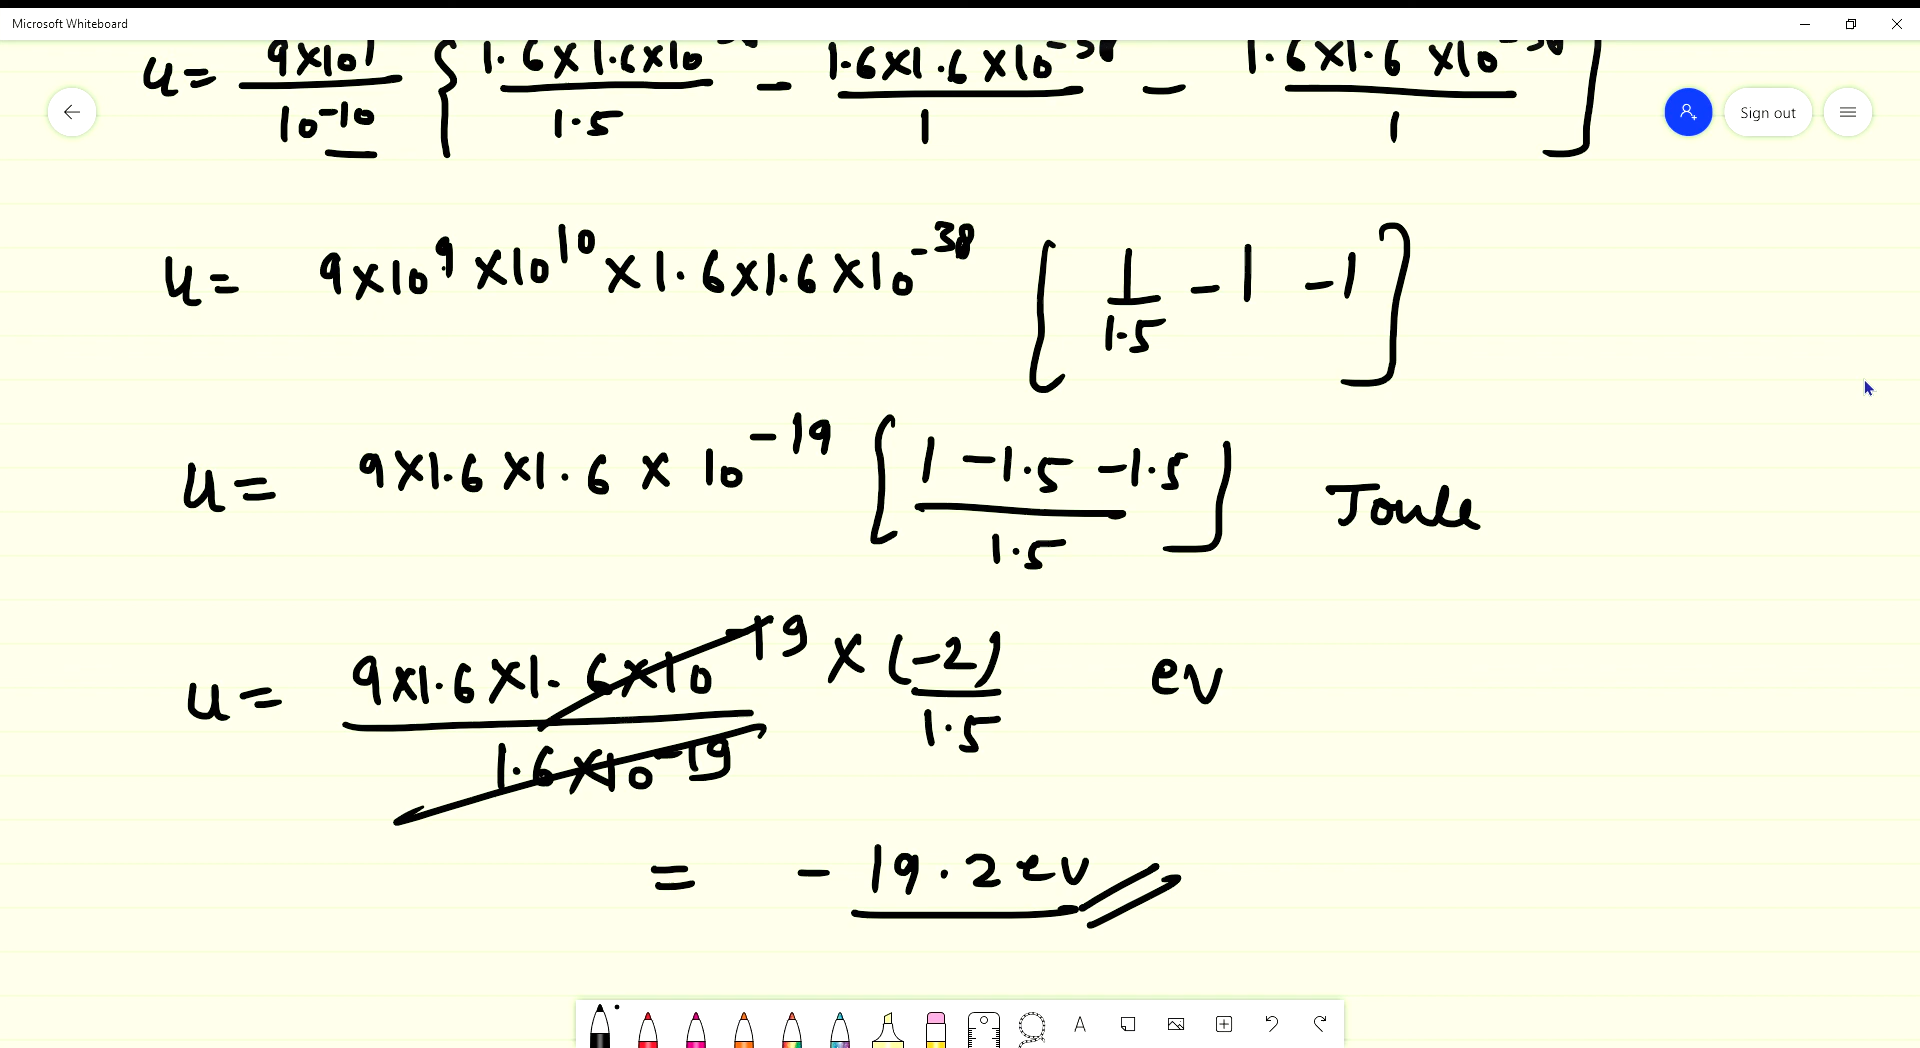 Microsoft Whiteboard
u = 9×10⁹/10⁻¹⁰ { 1.6×1.6×10⁻³⁸/1.5 - 1.6×1.6×10⁻³⁸/1 - 1.6×1.6×10⁻³⁸/1 ]
Sign out
u = 9×10⁹×10¹⁰×1.6×1.6×10⁻³⁸ [ 1/1.5 - 1 - 1 ]
u = 9×1.6×1.6×10⁻¹⁹ [ 1-1.5-1.5/1.5 ] Joule
u = 9×1.6×1.6×10⁻¹⁹/1.6×10⁻¹⁹ × (-2)/1.5 ev
= - 19.2 ev